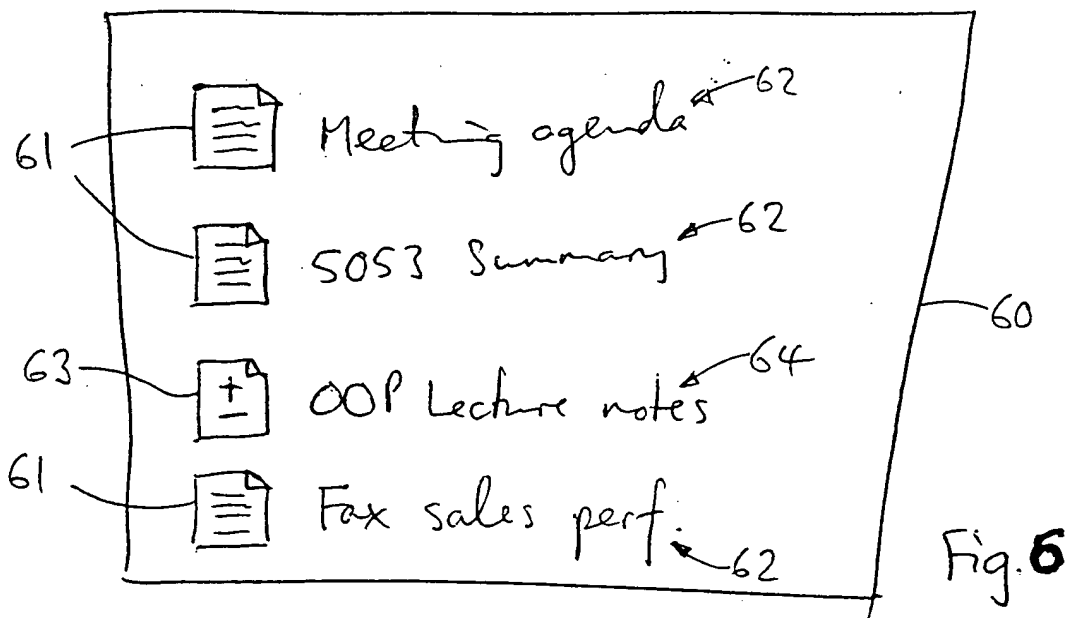 Meeting agenda 62
61
5053 Summary 62
60
63 + - OOP Lecture notes 64
61 Fax sales perf. 62
Fig. 6